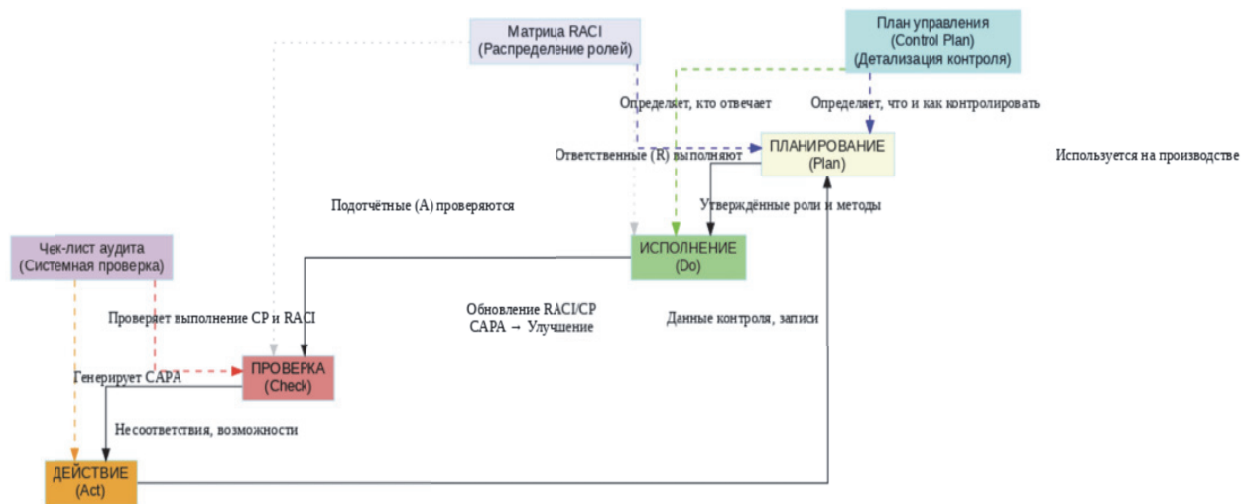 Матрица RACI
(Распределение ролей)
План управления
(Control Plan)
(Детализация контроля)
Определяет, кто отвечает
Определяет, что и как контролировать
ПЛАНИРОВАНИЕ
(Plan)
Ответственные (R) выполняют
Используется на производстве
Подотчётные (A) проверяются
Утверждённые роли и методы
Чек-лист аудита
(Системная проверка)
ИСПОЛНЕНИЕ
(Do)
Проверяет выполнение CP и RACI
Обновление RACI/CP
CAPA → Улучшение
Данные контроля, записи
ПРОВЕРКА
(Check)
Генерирует CAPA
Несоответствия, возможности
ДЕЙСТВИЕ
(Act)